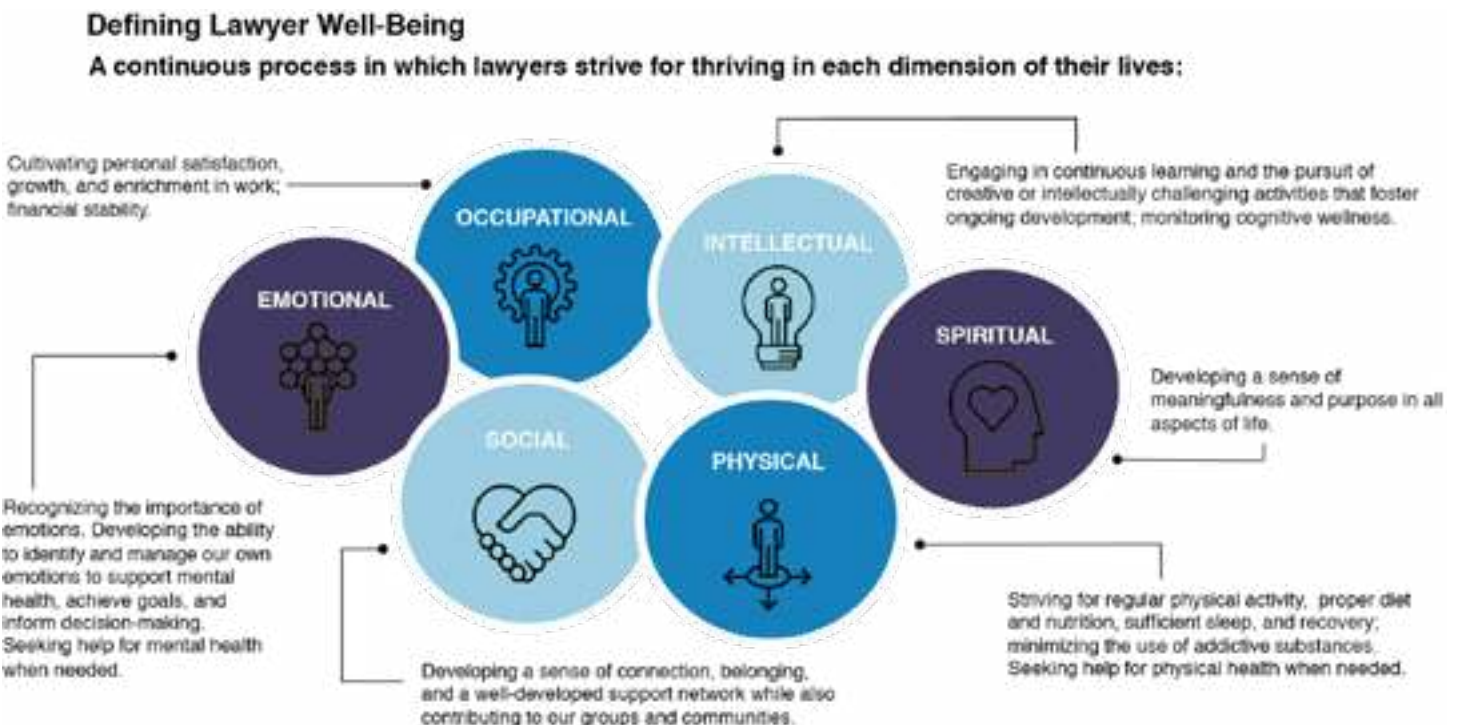 Defining Lawyer Well-Being
A continuous process in which lawyers strive for thriving in each dimension of their lives:
Cultivating personal satisfaction,
growth, and enrichment in work;
financial stability.
OCCUPATIONAL
INTELLECTUAL
Engaging in continuous learning and the pursuit of
creative or intellectually challenging activities that foster
ongoing development; monitoring cognitive wellness.
EMOTIONAL
SPIRITUAL
Developing a sense of
meaningfulness and purpose in all
aspects of life.
SOCIAL
PHYSICAL
Recognizing the importance of
emotions. Developing the ability
to identify and manage our own
emotions to support mental
health, achieve goals, and
inform decision-making.
Seeking help for mental health
when needed.
Striving for regular physical activity, proper diet
and nutrition, sufficient sleep, and recovery;
minimizing the use of addictive substances.
Seeking help for physical health when needed.
Developing a sense of connection, belonging,
and a well-developed support network while also
contributing to our groups and communities.